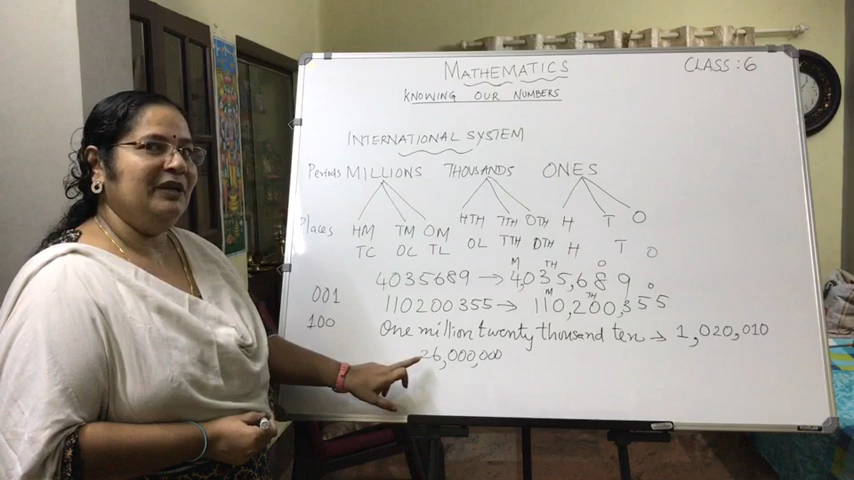 MATHEMATICS
CLASS: 6
KNOWING OUR NUMBERS
INTERNATIONAL SYSTEM
Periods MILLIONS THOUSANDS ONES
Places HM TM OM HTH TTH OTH H T O
TC OC TL OL TTH OTH H T O
M TH O
4035689 → 4,035,689
M TH O
001 110200355 → 110,200,355
100 One million twenty thousand ten → 1,020,010
26,000,000